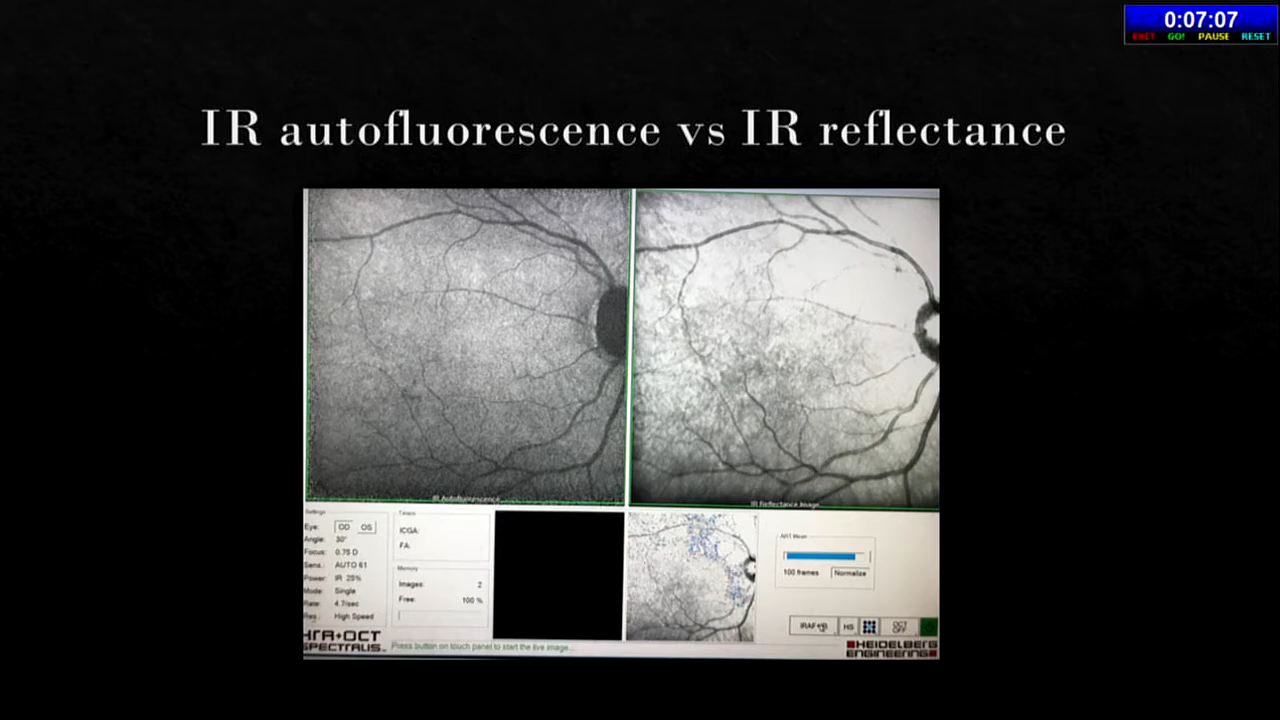 0:07:07
EXIT GO! PAUSE RESET
IR autofluorescence vs IR reflectance
IR Autofluorescence
IR Reflectance Image
Settings
Eye: OD OS
Angle: 30°
Focus: 0.75 D
Sens.: AUTO 61
Power: IR 25%
Mode: Single
Rate: 4.7/sec
Res.: High Speed
Timers
ICGA:
FA:
Memory
Images: 2
Free: 100 %
ART Mean
100 frames Normalize
HS
OCT
OFF
HRA+OCT
SPECTRALIS
Press button on touch panel to start the live image...
HEIDELBERG
ENGINEERING